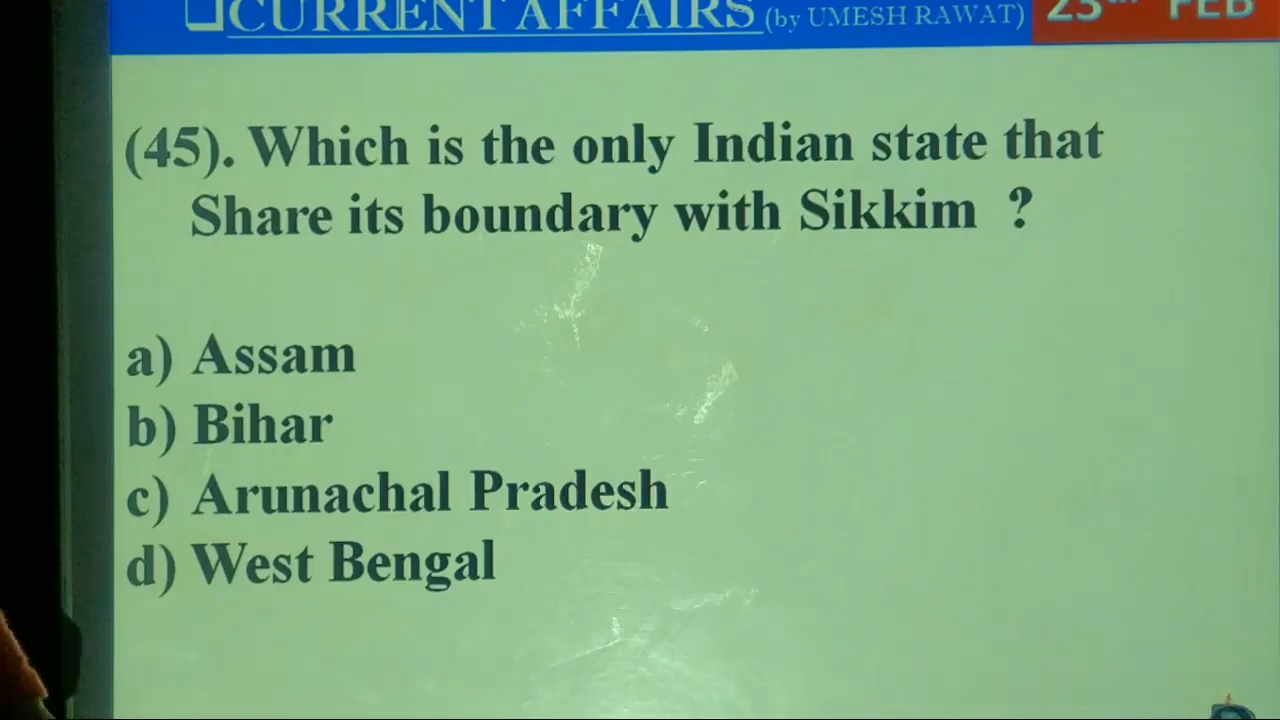 ❑CURRENT AFFAIRS (by UMESH RAWAT) 23th FEB
(45). Which is the only Indian state that
Share its boundary with Sikkim ?
a) Assam
b) Bihar
c) Arunachal Pradesh
d) West Bengal